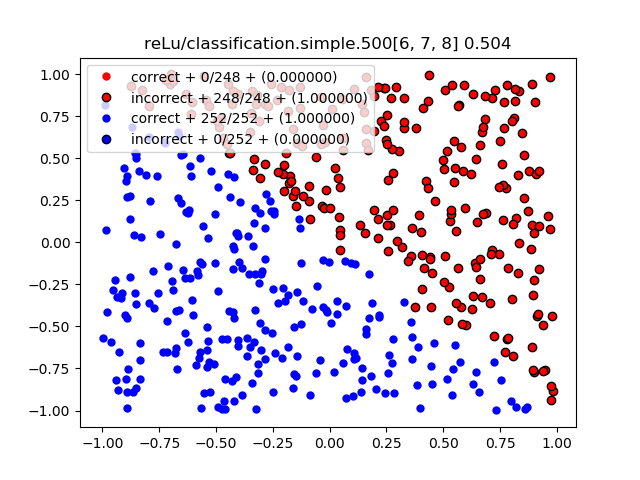 reLu/classification.simple.500[6, 7, 8] 0.504
correct + 0/248 + (0.000000)
incorrect + 248/248 + (1.000000)
correct + 252/252 + (1.000000)
incorrect + 0/252 + (0.000000)
1.00
0.75
0.50
0.25
0.00
−0.25
−0.50
−0.75
−1.00
−1.00 −0.75 −0.50 −0.25 0.00 0.25 0.50 0.75 1.00